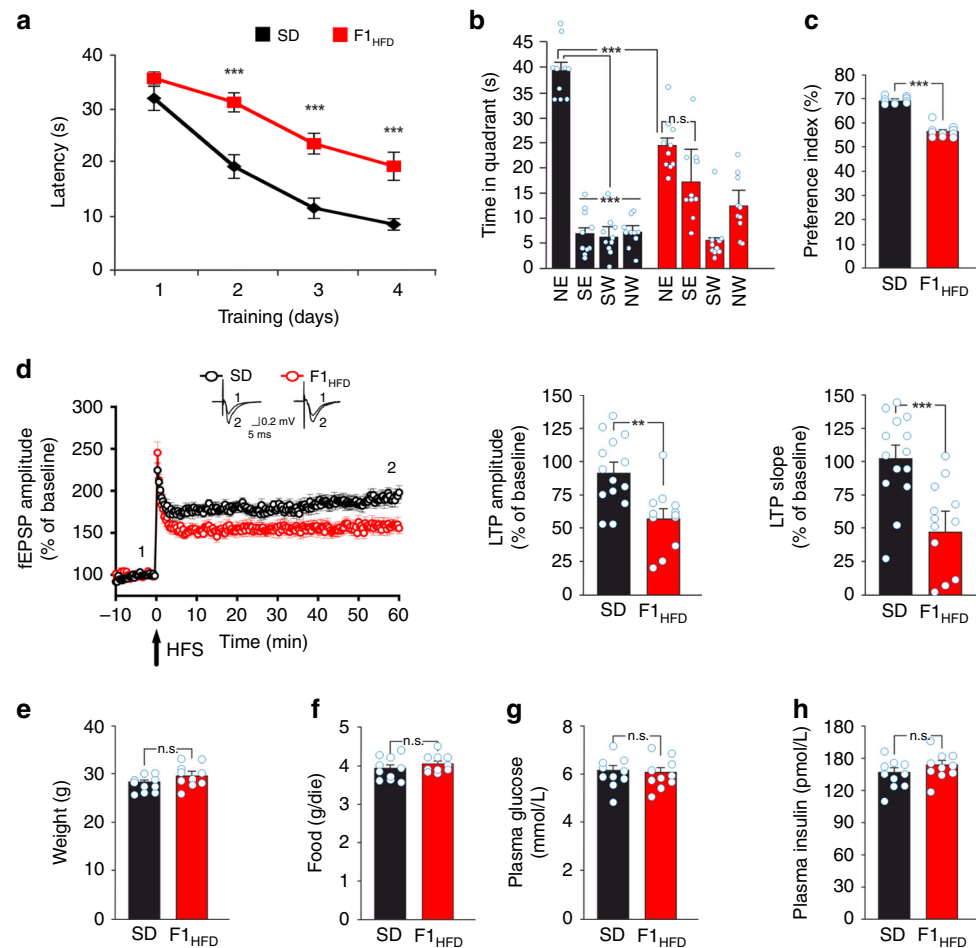 a
SD
F1HFD
40
30
20
10
0
Latency (s)
***
***
***
1
2
3
4
Training (days)
b
45
40
35
30
25
20
15
10
5
0
Time in quadrant (s)
***
***
n.s.
NE
SE
SW
NW
NE
SE
SW
NW
c
80
70
60
50
40
30
20
10
0
Preference index (%)
***
SD
F1HFD
d
SD
F1HFD
1
2
0.2 mV
5 ms
1
2
300
250
200
150
100
fEPSP amplitude
(% of baseline)
1
2
–10
0
10
20
30
40
50
60
Time (min)
HFS
150
125
100
75
50
25
0
LTP amplitude
(% of baseline)
**
SD
F1HFD
150
125
100
75
50
25
0
LTP slope
(% of baseline)
***
SD
F1HFD
e
40
30
20
10
0
Weight (g)
n.s.
SD
F1HFD
f
5
4
3
2
1
0
Food (g/die)
n.s.
SD
F1HFD
g
8
6
4
2
0
Plasma glucose
(mmol/L)
n.s.
SD
F1HFD
h
180
150
120
90
60
30
0
Plasma insulin (pmol/L)
n.s.
SD
F1HFD